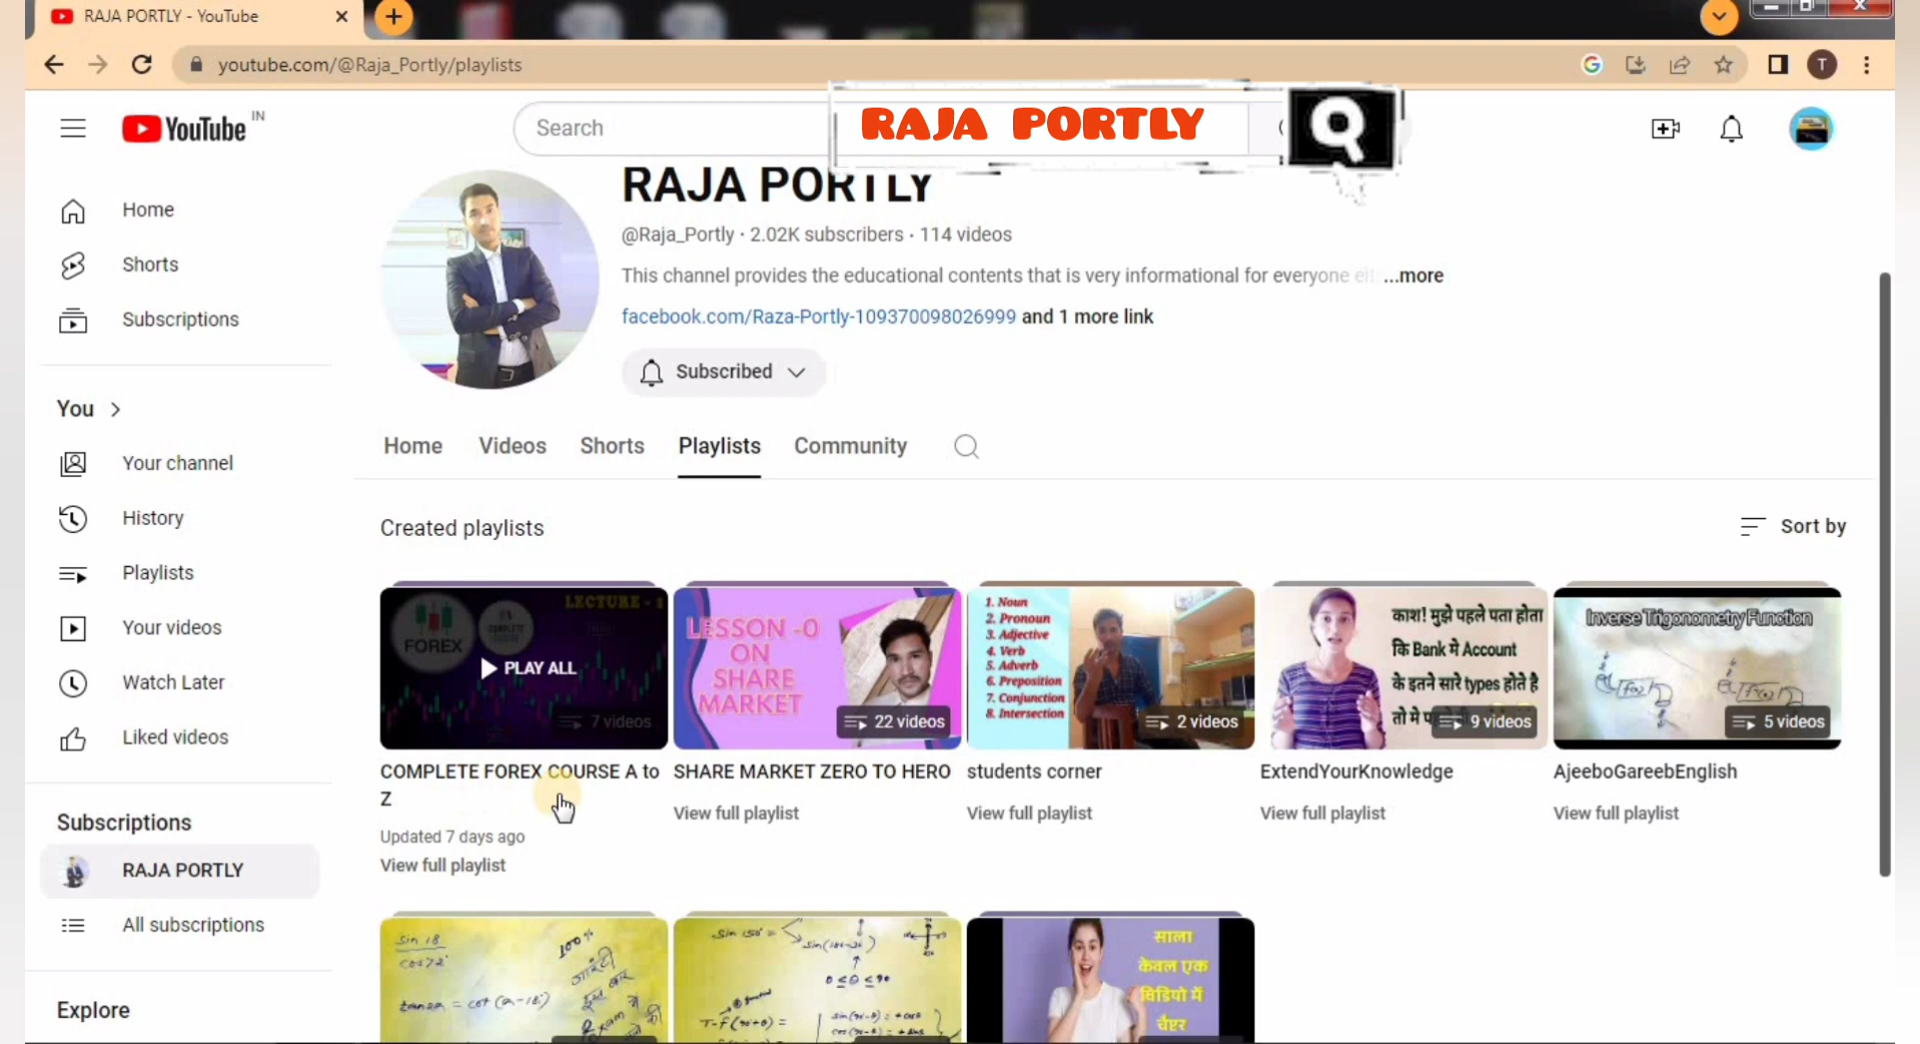 RAJA PORTLY - YouTube
youtube.com/@Raja_Portly/playlists
T
YouTube IN
Search
RAJA PORTLY
RAJA PORTLY
@Raja_Portly · 2.02K subscribers · 114 videos
This channel provides the educational contents that is very informational for everyone ...more
facebook.com/Raza-Portly-109370098026999 and 1 more link
Subscribed
Home
Shorts
Subscriptions
You
Your channel
History
Playlists
Your videos
Watch Later
Liked videos
Subscriptions
RAJA PORTLY
All subscriptions
Explore
Home Videos Shorts Playlists Community
Created playlists
Sort by
LECTURE -
FOREX
COMPLETE
PLAY ALL
7 videos
COMPLETE FOREX COURSE A to
Z
Updated 7 days ago
View full playlist
LESSON -0
ON
SHARE
MARKET
22 videos
SHARE MARKET ZERO TO HERO
View full playlist
1. Noun
2. Pronoun
3. Adjective
4. Verb
5. Adverb
6. Preposition
7. Conjunction
8. Intersection
2 videos
students corner
View full playlist
काश! मुझे पहले पता होता
कि Bank मे Account
के इतने सारे types होते है
तो मे
9 videos
ExtendYourKnowledge
View full playlist
Inverse Trigonometry Function
5 videos
AjeeboGareebEnglish
View full playlist
sin 18
cos 72
100%
गारंटी
tan 2A = cot (A-18°)
sin 150° =
0 ≤ θ ≤ 90
साला
केवल एक
विडियो में
चैप्टर